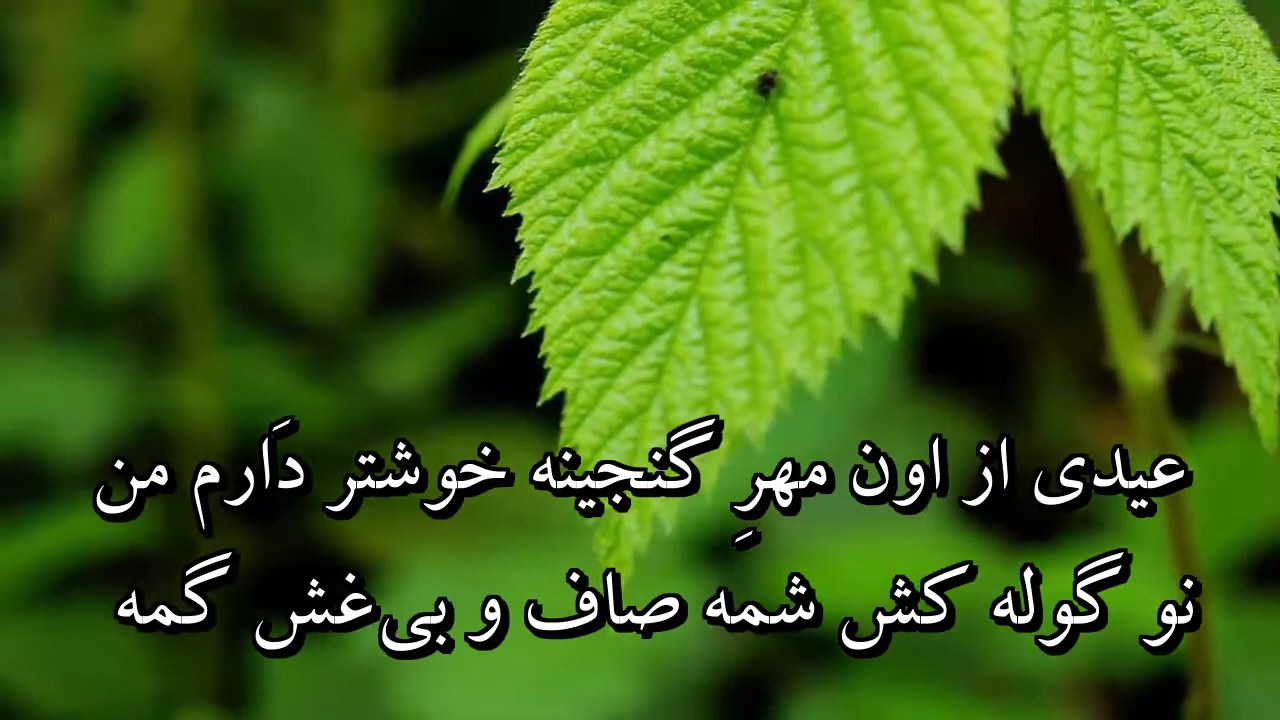 عیدی از اون مهرِ گنجینه خوشتر دَارم من
نو گوله کش شمه صاف و بی‌غش گمه